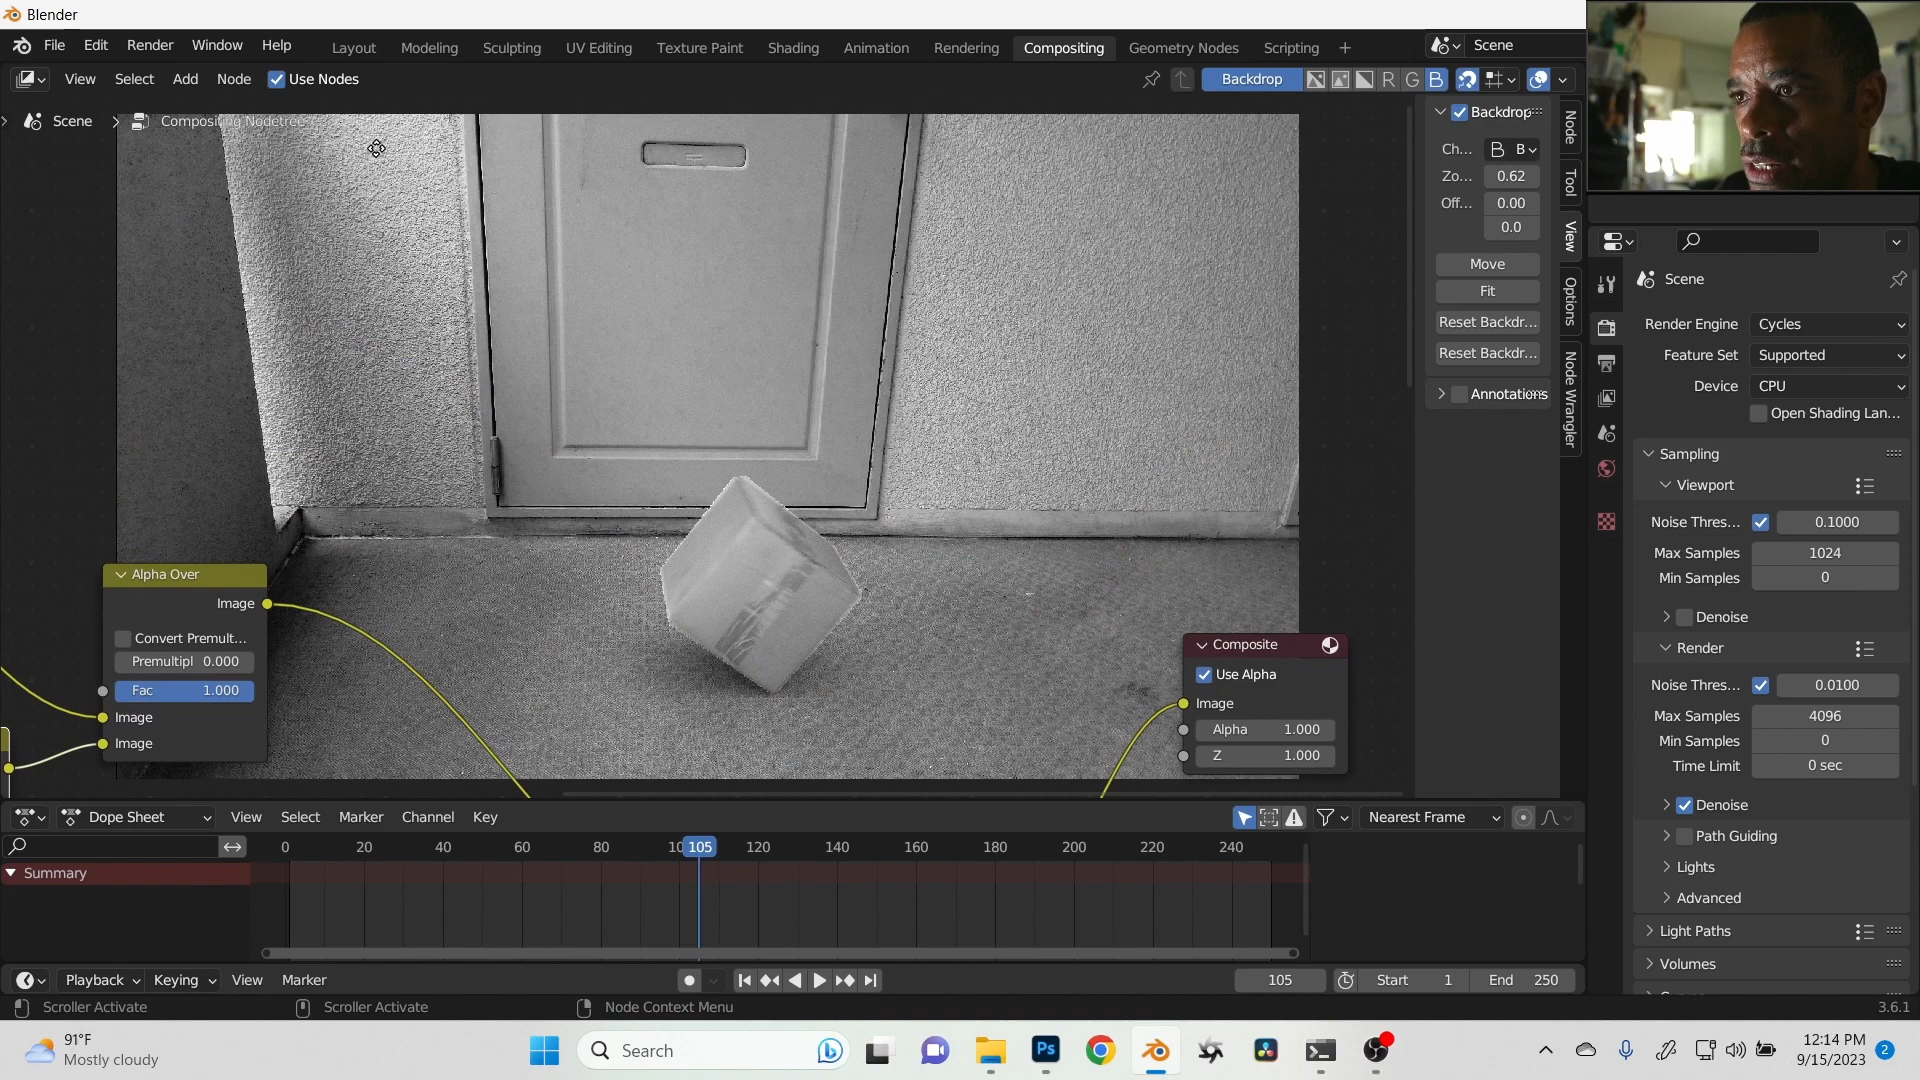 Blender
File Edit Render Window Help
Layout Modeling Sculpting UV Editing Texture Paint Shading Animation Rendering Compositing Geometry Nodes Scripting +
Scene
View Select Add Node Use Nodes
Backdrop R G B
Scene > Compositing Nodetree
Backdrop
Ch... B B
Zo... 0.62
Off... 0.00
0.0
Move
Fit
Reset Backdr...
Reset Backdr...
Annotations
Node
Tool
View
Options
Node Wrangler
Scene
Render Engine Cycles
Feature Set Supported
Device CPU
Open Shading Lan...
Sampling
Viewport
Noise Thres... 0.1000
Max Samples 1024
Min Samples 0
Denoise
Render
Noise Thres... 0.0100
Max Samples 4096
Min Samples 0
Time Limit 0 sec
Denoise
Path Guiding
Lights
Advanced
Light Paths
Volumes
Alpha Over
Image
Convert Premult...
Premultipl 0.000
Fac 1.000
Image
Image
Composite
Use Alpha
Image
Alpha 1.000
Z 1.000
Dope Sheet View Select Marker Channel Key Nearest Frame
0 20 40 60 80 10 105 120 140 160 180 200 220 240
Summary
Playback Keying View Marker 105 Start 1 End 250
Scroller Activate Scroller Activate Node Context Menu 3.6.1
91°F
Mostly cloudy
Search
Ps
12:14 PM
9/15/2023
2